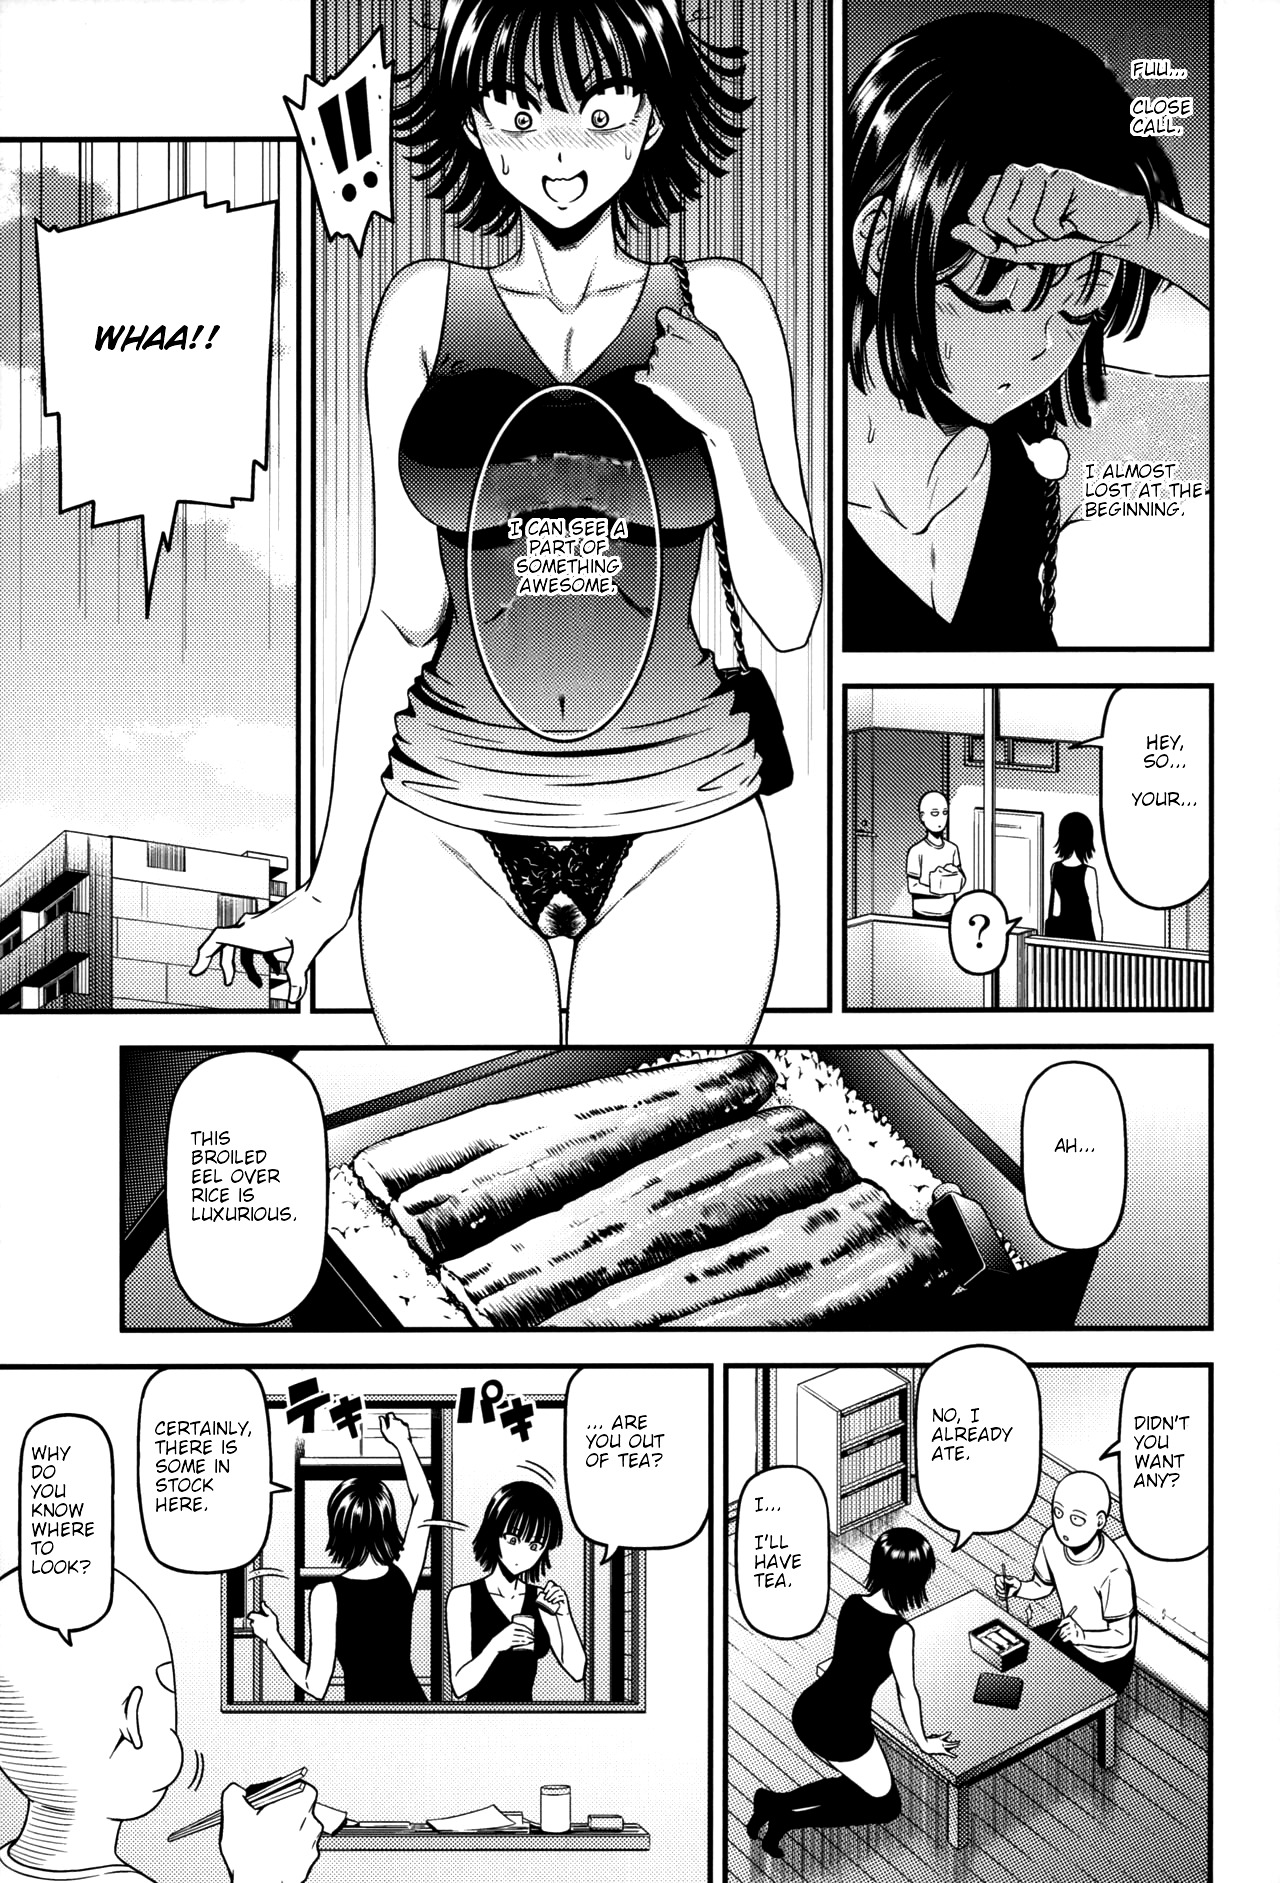 FUU...
CLOSE
CALL.
I ALMOST
LOST AT THE
BEGINNING.
HEY,
SO...
YOUR...
?
!!
I CAN SEE A
PART OF
SOMETHING
AWESOME.
WHAA!!
AH...
THIS
BROILED
EEL OVER
RICE IS
LUXURIOUS.
DIDN'T
YOU
WANT
ANY?
NO, I
ALREADY
ATE.
I...
I'LL
HAVE
TEA.
... ARE
YOU OUT
OF TEA?
パキ
テキ
CERTAINLY,
THERE IS
SOME IN
STOCK
HERE.
WHY
DO
YOU
KNOW
WHERE
TO
LOOK?